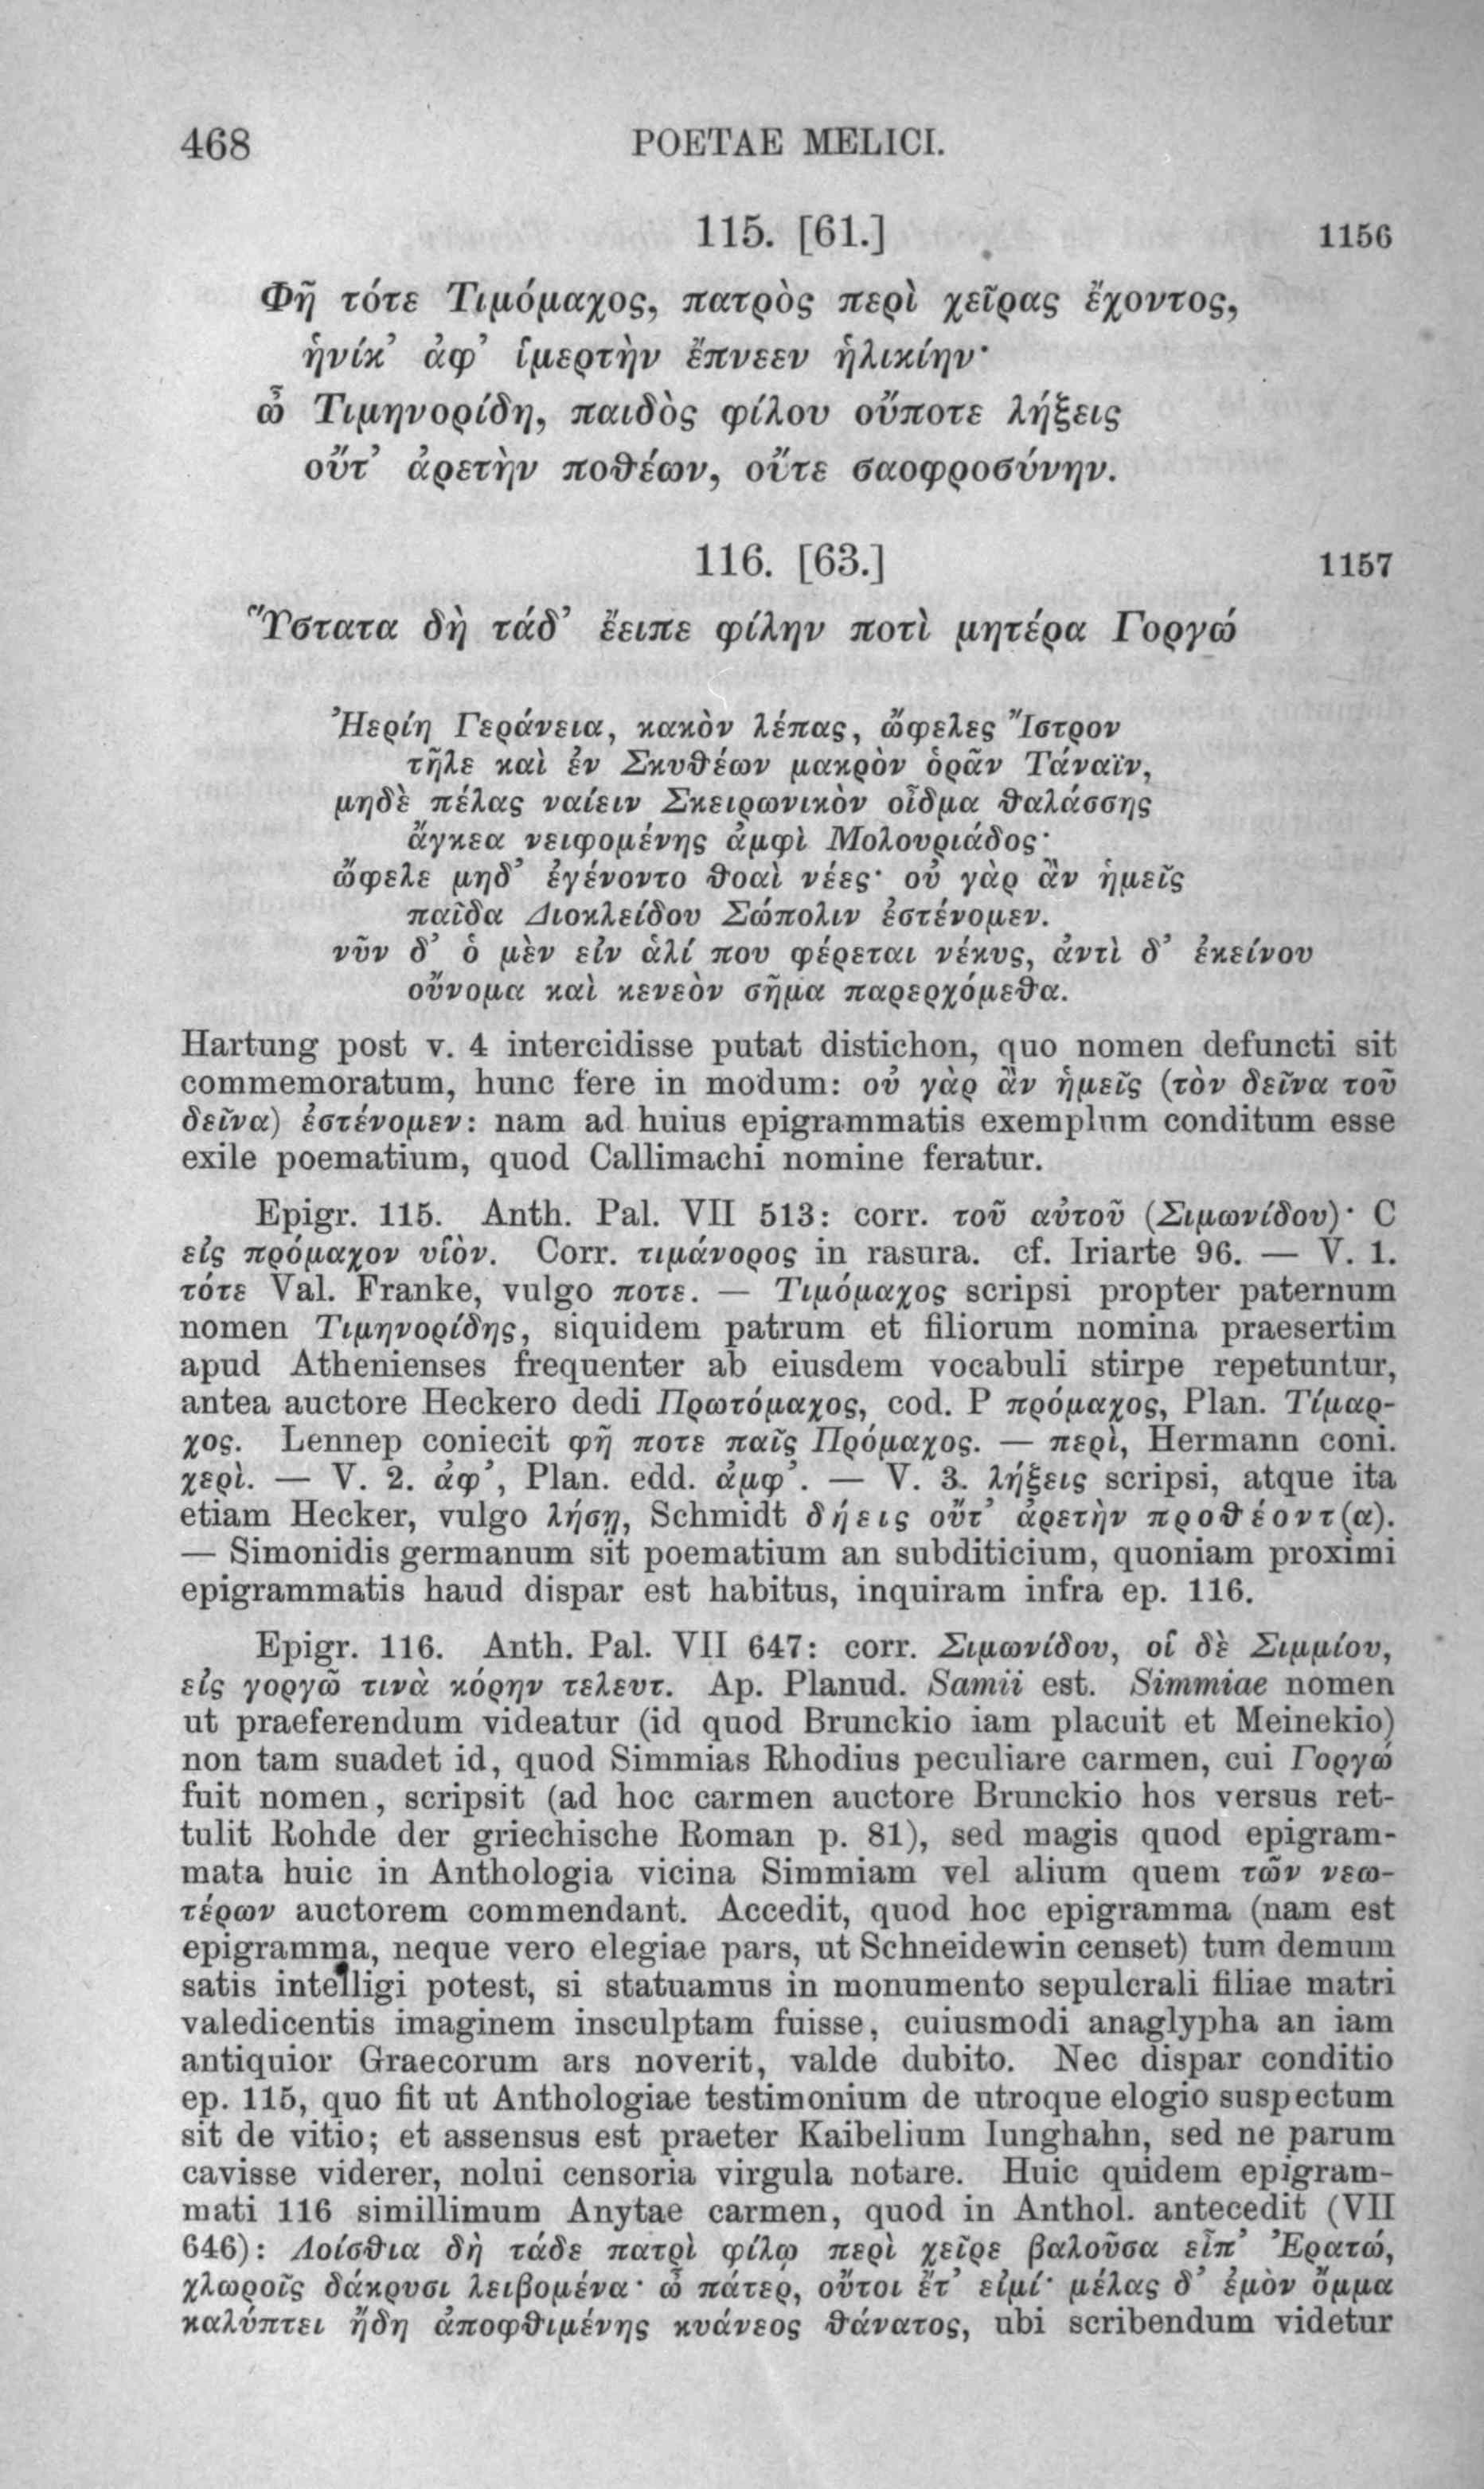 468 POETAE MELICI.
115. [61.] 1156
Φῆ τότε Τιμόμαχος, πατρὸς περὶ χεῖρας ἔχοντος,
ἡνίκ’ ἀφ’ ἱμερτὴν ἔπνεεν ἡλικίην·
ὦ Τιμηνορίδη, παιδὸς φίλου οὔποτε λήξεις
οὔτ’ ἀρετὴν ποθέων, οὔτε σαοφροσύνην.
116. [63.] 1157
Ὕστατα δὴ τάδ’ ἔειπε φίλην ποτὶ μητέρα Γοργώ
Ἠερίη Γεράνεια, κακὸν λέπας, ὤφελες Ἴστρον
τῆλε καὶ ἐν Σκυθέων μακρὸν ὁρᾶν Τάναϊν,
μηδὲ πέλας ναίειν Σκειρωνικὸν οἶδμα θαλάσσης
ἄγκεα νειφομένης ἀμφὶ Μολουριάδος·
ὤφελε μηδ’ ἐγένοντο θοαὶ νέες· οὐ γὰρ ἂν ἡμεῖς
παῖδα Διοκλείδου Σώπολιν ἐστένομεν.
νῦν δ’ ὁ μὲν εἰν ἁλί που φέρεται νέκυς, ἀντὶ δ’ ἐκείνου
οὔνομα καὶ κενεὸν σῆμα παρερχόμεθα.
Hartung post v. 4 intercidisse putat distichon, quo nomen defuncti sit
commemoratum, hunc fere in modum: οὐ γὰρ ἂν ἡμεῖς (τὸν δεῖνα τοῦ
δεῖνα) ἐστένομεν: nam ad huius epigrammatis exemplum conditum esse
exile poematium, quod Callimachi nomine feratur.
Epigr. 115. Anth. Pal. VII 513: corr. τοῦ αὐτοῦ (Σιμωνίδου)· C
εἰς πρόμαχον υἱὸν. Corr. τιμάνορος in rasura. cf. Iriarte 96. — V. 1.
τότε Val. Franke, vulgo ποτε. — Τιμόμαχος scripsi propter paternum
nomen Τιμηνορίδης, siquidem patrum et filiorum nomina praesertim
apud Athenienses frequenter ab eiusdem vocabuli stirpe repetuntur,
antea auctore Heckero dedi Πρωτόμαχος, cod. P πρόμαχος, Plan. Τίμαρ-
χος. Lennep coniecit φῆ ποτε παῖς Πρόμαχος. — περὶ, Hermann coni.
χερὶ. — V. 2. ἀφ’, Plan. edd. ἀμφ’. — V. 3. λήξεις scripsi, atque ita
etiam Hecker, vulgo λήσῃ, Schmidt δήεις οὔτ’ ἀρετὴν προθέοντ(α).
— Simonidis germanum sit poematium an subditicium, quoniam proximi
epigrammatis haud dispar est habitus, inquiram infra ep. 116.
Epigr. 116. Anth. Pal. VII 647: corr. Σιμωνίδου, οἱ δὲ Σιμμίου,
εἰς γοργῶ τινὰ κόρην τελευτ. Ap. Planud. Samii est. Simmiae nomen
ut praeferendum videatur (id quod Brunckio iam placuit et Meinekio)
non tam suadet id, quod Simmias Rhodius peculiare carmen, cui Γοργώ
fuit nomen, scripsit (ad hoc carmen auctore Brunckio hos versus ret-
tulit Rohde der griechische Roman p. 81), sed magis quod epigram-
mata huic in Anthologia vicina Simmiam vel alium quem τῶν νεω-
τέρων auctorem commendant. Accedit, quod hoc epigramma (nam est
epigramma, neque vero elegiae pars, ut Schneidewin censet) tum demum
satis intelligi potest, si statuamus in monumento sepulcrali filiae matri
valedicentis imaginem insculptam fuisse, cuiusmodi anaglypha an iam
antiquior Graecorum ars noverit, valde dubito. Nec dispar conditio
ep. 115, quo fit ut Anthologiae testimonium de utroque elogio suspectum
sit de vitio; et assensus est praeter Kaibelium Iunghahn, sed ne parum
cavisse viderer, nolui censoria virgula notare. Huic quidem epigram-
mati 116 simillimum Anytae carmen, quod in Anthol. antecedit (VII
646): Λοίσθια δὴ τάδε πατρὶ φίλῳ περὶ χεῖρε βαλοῦσα εἶπ’ Ἐρατώ,
χλωροῖς δάκρυσι λειβομένα· ὦ πάτερ, οὔτοι ἔτ’ εἰμί· μέλας δ’ ἐμὸν ὄμμα
καλύπτει ἤδη ἀποφθιμένης κυάνεος θάνατος, ubi scribendum videtur